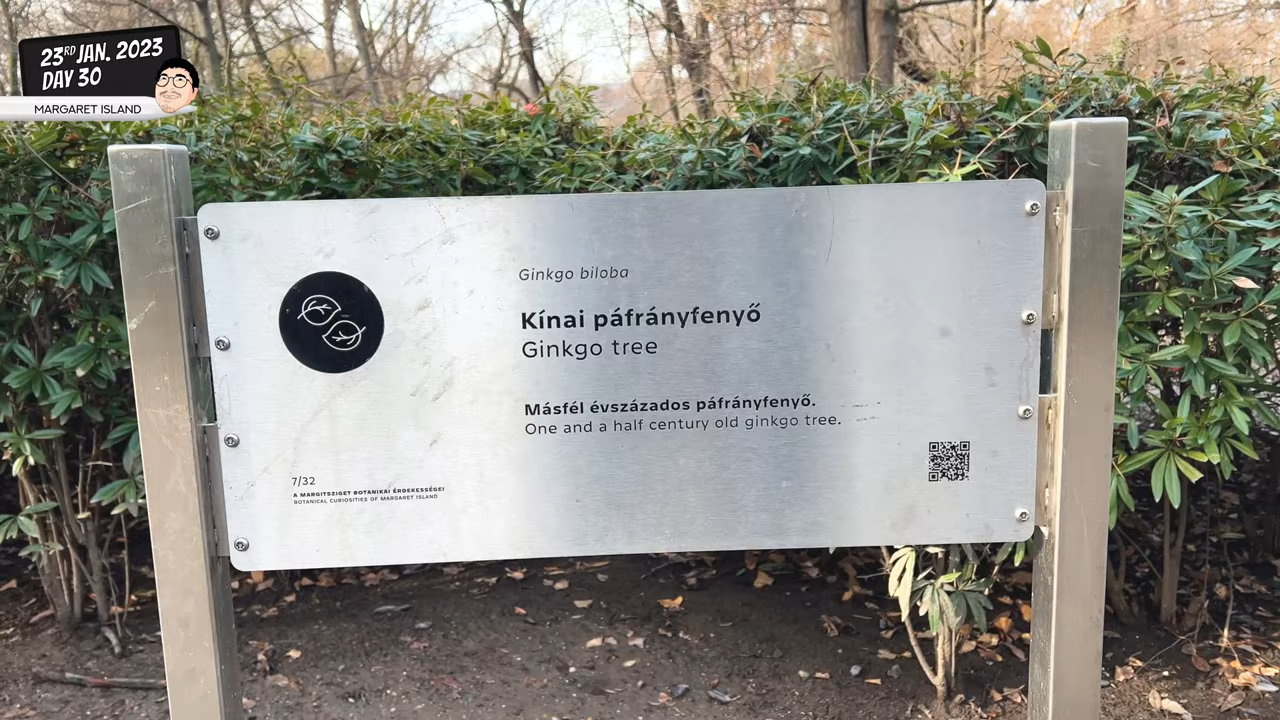 23RD JAN. 2023
DAY 30
MARGARET ISLAND
Ginkgo biloba
Kínai páfrányfenyő
Ginkgo tree
Másfél évszázados páfrányfenyő.
One and a half century old ginkgo tree.
7/32
A MARGITSZIGET BOTANIKAI ÉRDEKESSÉGEI
BOTANICAL CURIOSITIES OF MARGARET ISLAND